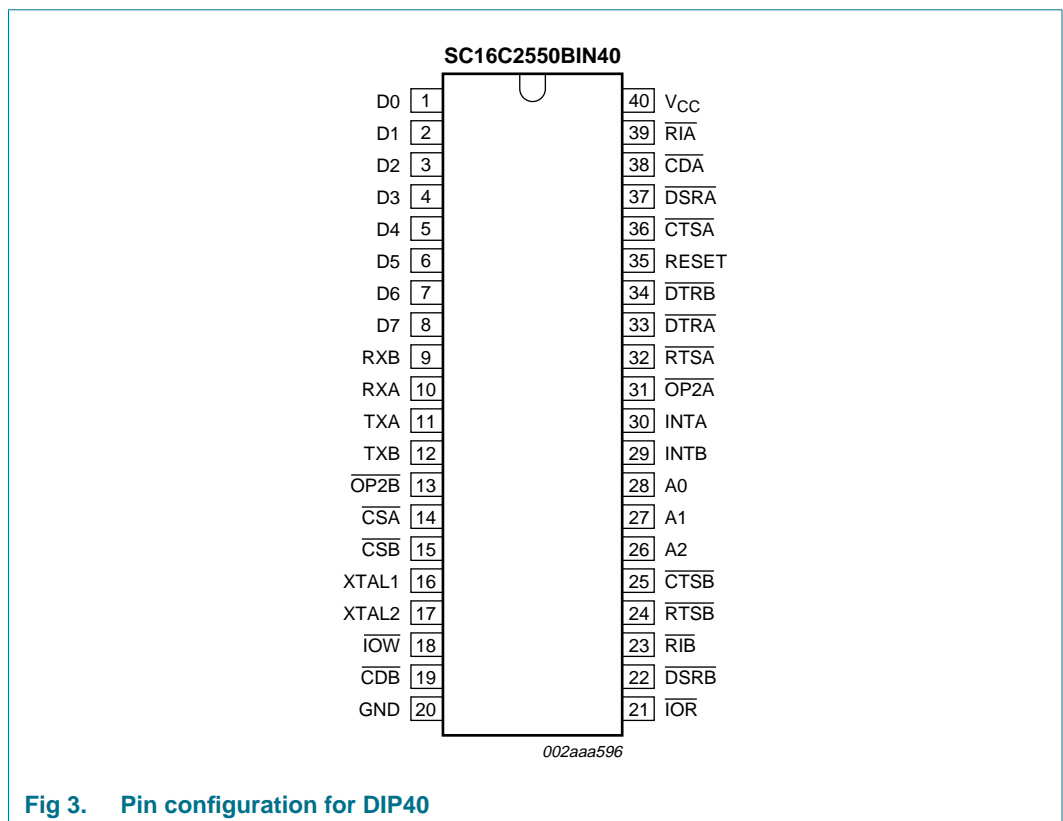 SC16C2550BIN40
D0 1 40 VCC
D1 2 39 RIA
D2 3 38 CDA
D3 4 37 DSRA
D4 5 36 CTSA
D5 6 35 RESET
D6 7 34 DTRB
D7 8 33 DTRA
RXB 9 32 RTSA
RXA 10 31 OP2A
TXA 11 30 INTA
TXB 12 29 INTB
OP2B 13 28 A0
CSA 14 27 A1
CSB 15 26 A2
XTAL1 16 25 CTSB
XTAL2 17 24 RTSB
IOW 18 23 RIB
CDB 19 22 DSRB
GND 20 21 IOR
002aaa596
Fig 3. Pin configuration for DIP40